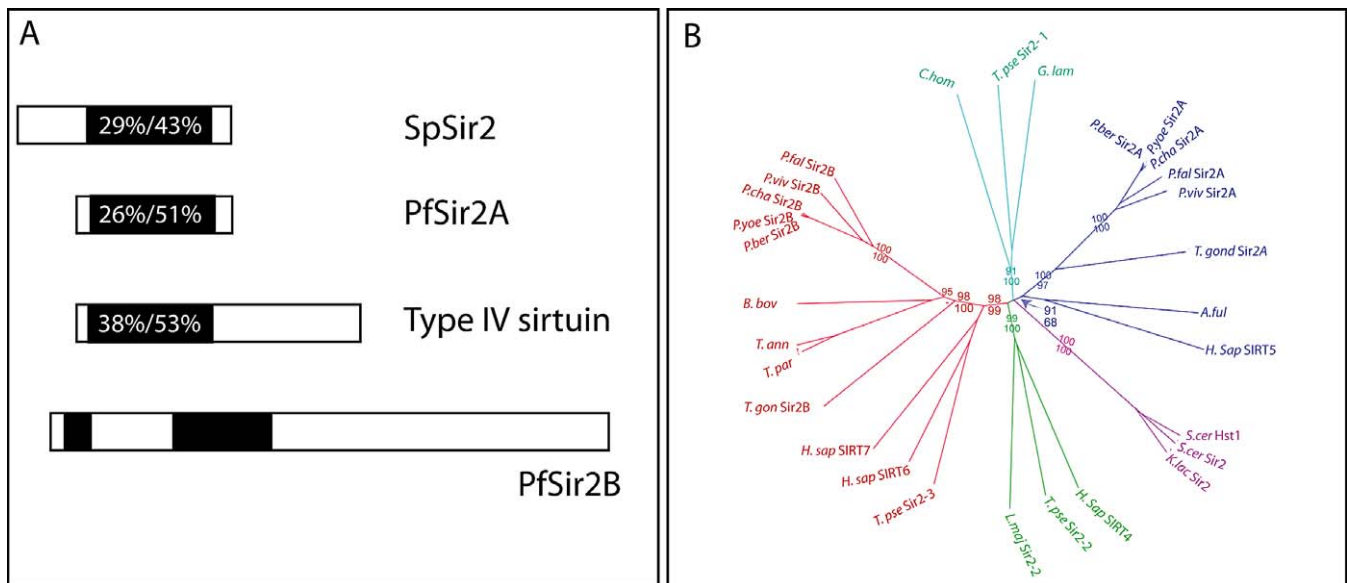 A
29%/43%
SpSir2
26%/51%
PfSir2A
38%/53%
Type IV sirtuin
PfSir2B
B
C.hom
T. pse Sir2-1
G. lam
P.ber Sir2A
P.yoe Sir2A
P.cha Sir2A
P.fal Sir2A
P.viv Sir2A
100
100
T. gond Sir2A
100
97
A.ful
91
68
H. Sap SIRT5
100
100
S.cer Hst1
S.cer Sir2
K.lac Sir2
H. Sap SIRT4
T. pse Sir2-2
L.maj Sir2-2
99
100
T. pse Sir2-3
H. sap SIRT6
H. sap SIRT7
98
99
T. gon Sir2B
98
100
T. par
T. ann
B. bov
95
P.ber Sir2B
P.yoe Sir2B
P.cha Sir2B
P.viv Sir2B
P.fal Sir2B
100
100
91
100